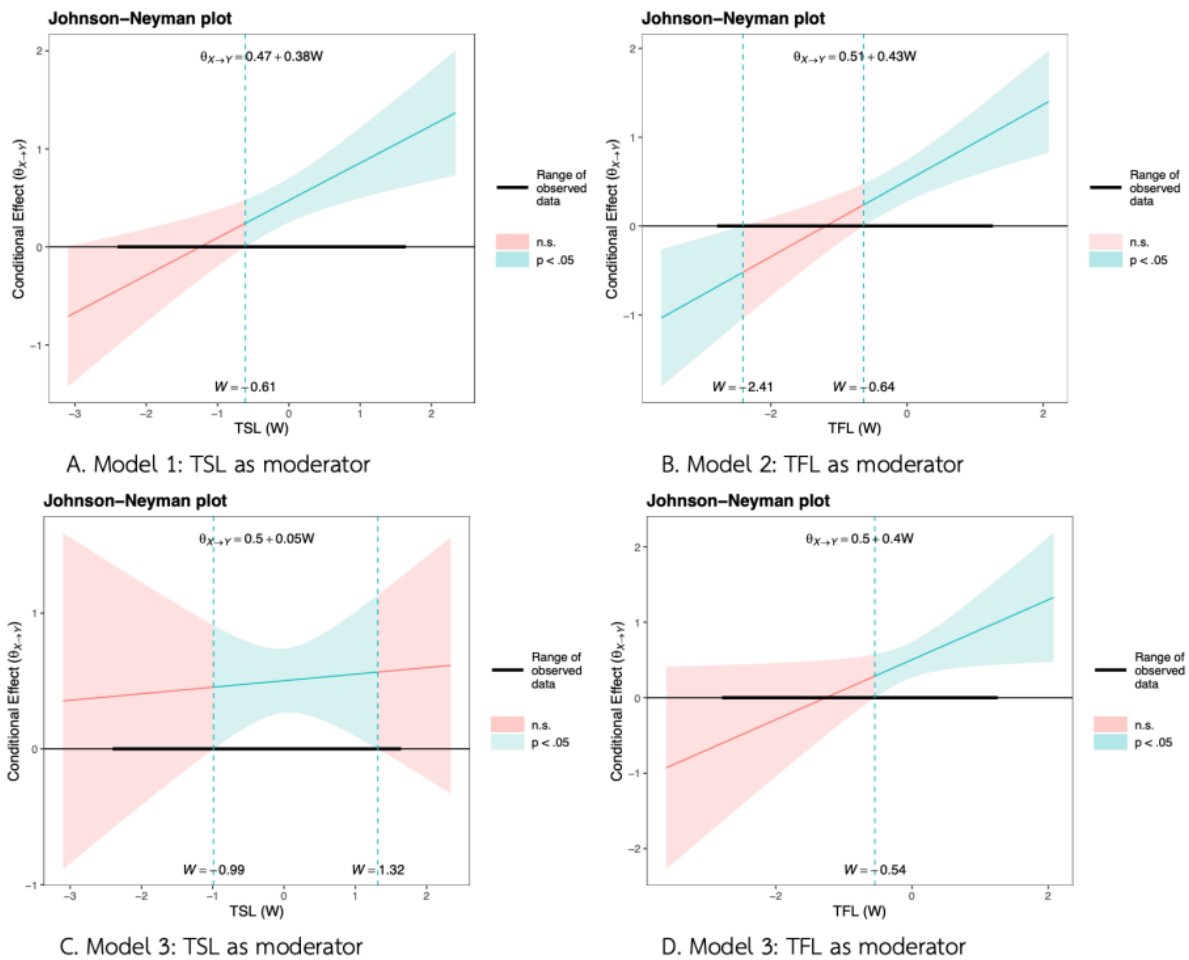 Johnson−Neyman plot
θX→Y = 0.47 + 0.38W
Conditional Effect (θX→Y)
2
1
0
−1
W = −0.61
−3 −2 −1 0 1 2
TSL (W)
Range of
observed
data
n.s.
p < .05
A. Model 1: TSL as moderator
Johnson−Neyman plot
θX→Y = 0.51 + 0.43W
Conditional Effect (θX→Y)
2
1
0
−1
W = −2.41 W = −0.64
−2 0 2
TFL (W)
Range of
observed
data
n.s.
p < .05
B. Model 2: TFL as moderator
Johnson−Neyman plot
θX→Y = 0.5 + 0.05W
Conditional Effect (θX→Y)
1
0
−1
W = −0.99 W = 1.32
−3 −2 −1 0 1 2
TSL (W)
Range of
observed
data
n.s.
p < .05
C. Model 3: TSL as moderator
Johnson−Neyman plot
θX→Y = 0.5 + 0.4W
Conditional Effect (θX→Y)
2
1
0
−1
−2
W = −0.54
−2 0 2
TFL (W)
Range of
observed
data
n.s.
p < .05
D. Model 3: TFL as moderator